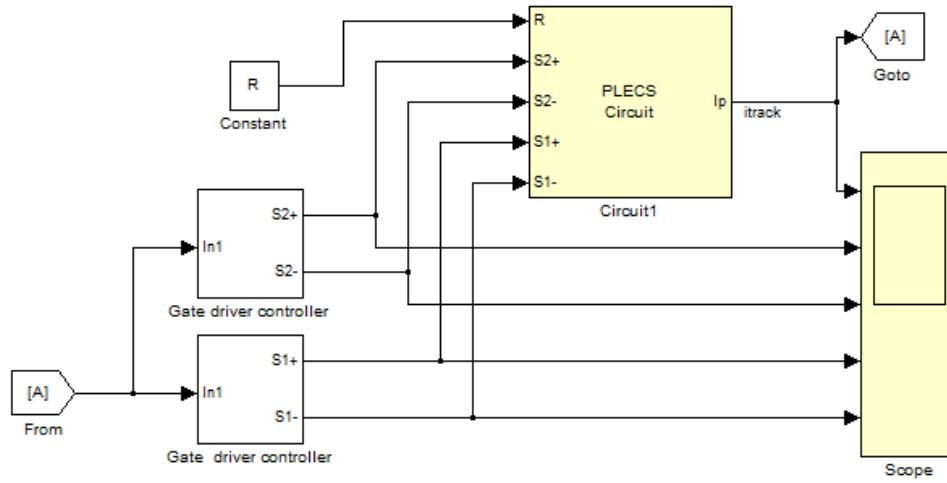 R
S2+
S2-
S1+
S1-
PLECS
Circuit
Ip
Circuit1
itrack
[A]
Goto
R
Constant
In1
S2+
S2-
Gate driver controller
In1
S1+
S1-
Gate driver controller
[A]
From
Scope